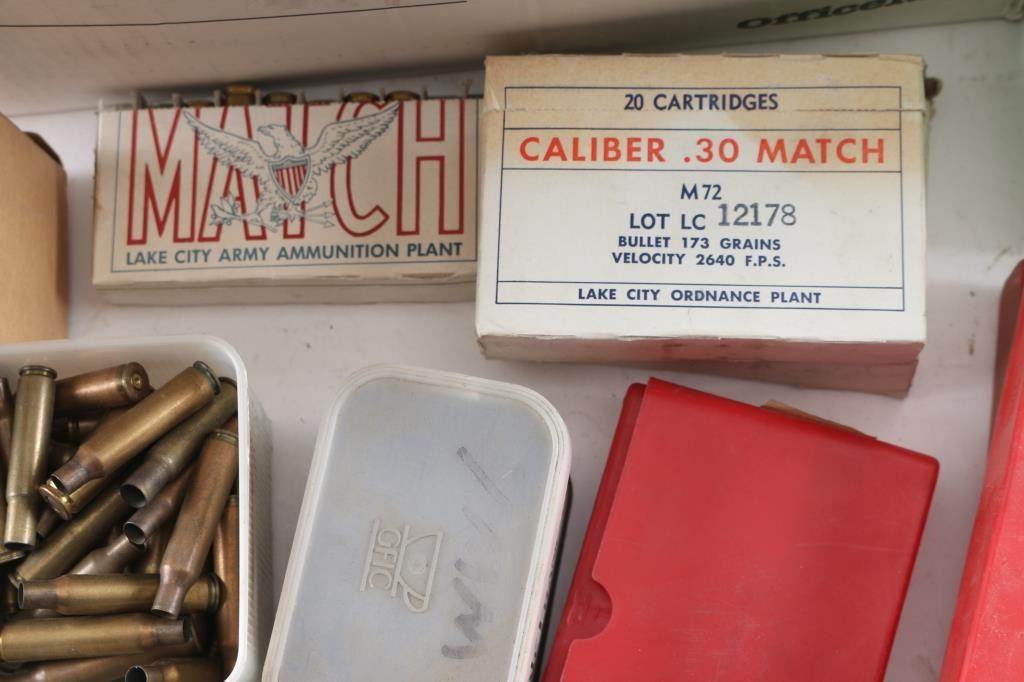 MATCH
LAKE CITY ARMY AMMUNITION PLANT
20 CARTRIDGES
CALIBER .30 MATCH
M72
LOT LC 12178
BULLET 173 GRAINS
VELOCITY 2640 F.P.S.
LAKE CITY ORDNANCE PLANT
GFIC